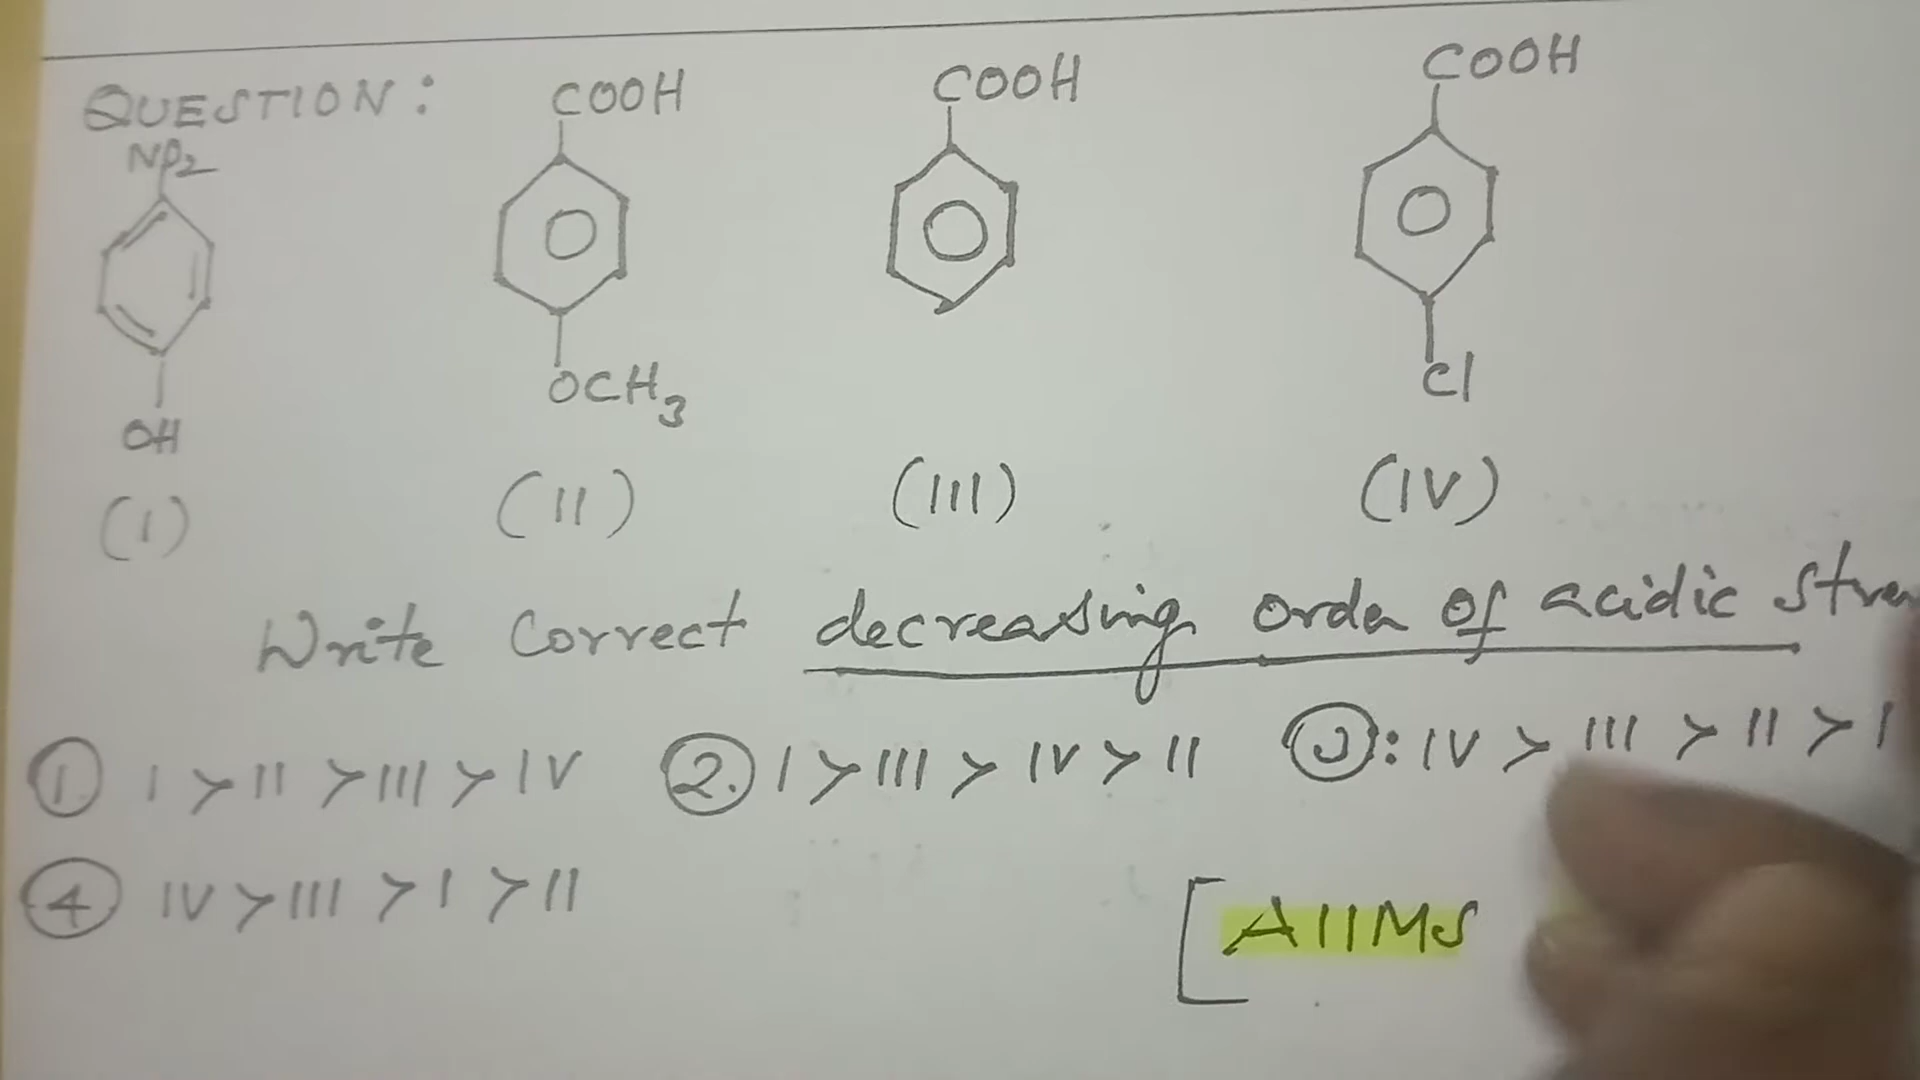 QUESTION:
NO2
OH
(I)
COOH
OCH3
(II)
COOH
(III)
COOH
Cl
(IV)
Write Correct decreasing order of acidic
① I > II > III > IV ②. I > III > IV > II ③: IV > III > II > I
④ IV > III > I > II
[AIIMS